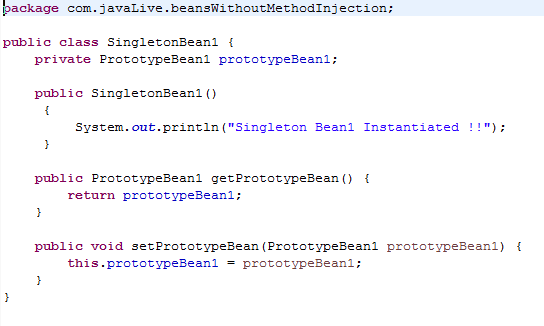 package com.javaLive.beansWithoutMethodInjection;
public class SingletonBean1 {
private PrototypeBean1 prototypeBean1;
public SingletonBean1()
{
System.out.println("Singleton Bean1 Instantiated !!");
}
public PrototypeBean1 getPrototypeBean() {
return prototypeBean1;
}
public void setPrototypeBean(PrototypeBean1 prototypeBean1) {
this.prototypeBean1 = prototypeBean1;
}
}